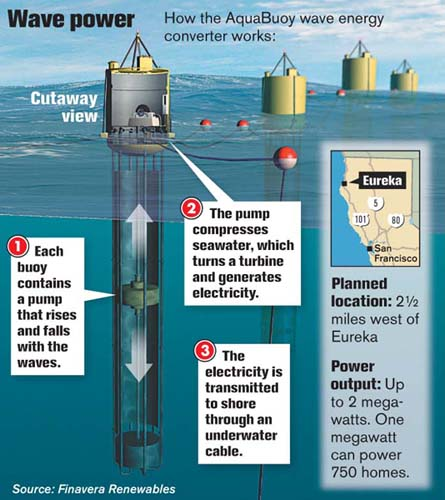 Wave power
How the AquaBuoy wave energy
converter works:
Cutaway
view
1 Each
buoy
contains
a pump
that rises
and falls
with the
waves.
2 The pump
compresses
seawater, which
turns a turbine
and generates
electricity.
3 The
electricity is
transmitted
to shore
through an
underwater
cable.
Eureka
5
101
80
San
Francisco
Planned
location: 2½
miles west of
Eureka
Power
output: Up
to 2 mega-
watts. One
megawatt
can power
750 homes.
Source: Finavera Renewables